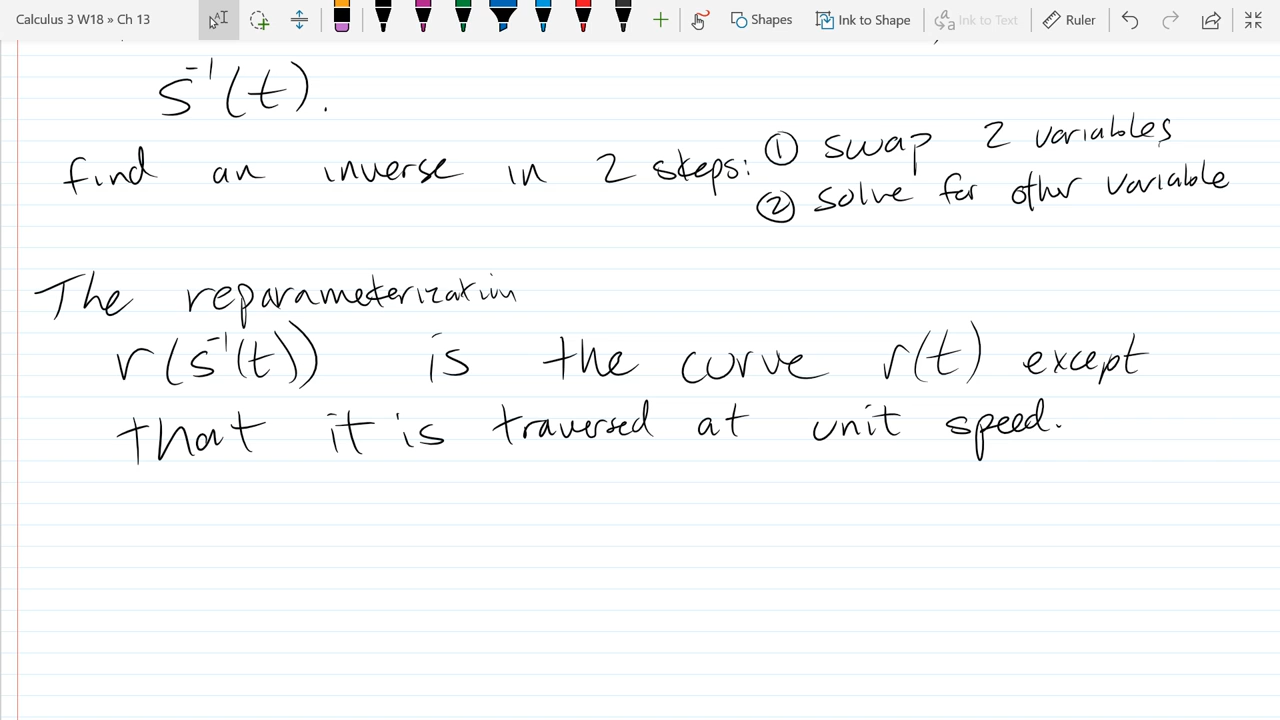 Calculus 3 W18 » Ch 13
Shapes
Ink to Shape
Ink to Text
Ruler
s⁻¹(t).
find an inverse in 2 steps: ① swap 2 variables
② solve for other variable
The reparameterization
r(s⁻¹(t)) is the curve r(t) except
that it is traversed at unit speed.